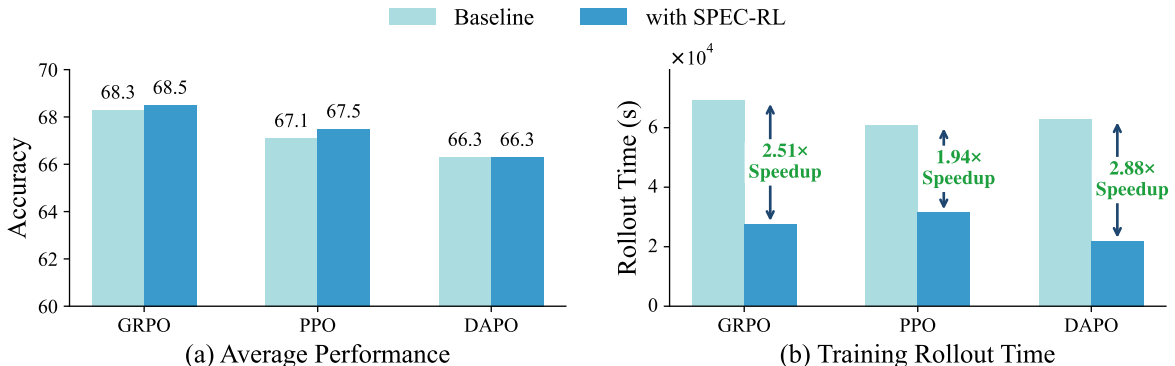 Baseline
with SPEC-RL
Accuracy
70
68
66
64
62
60
68.3
68.5
67.1
67.5
66.3
66.3
GRPO
PPO
DAPO
(a) Average Performance
×10⁴
Rollout Time (s)
6
4
2
0
2.51×
Speedup
1.94×
Speedup
2.88×
Speedup
GRPO
PPO
DAPO
(b) Training Rollout Time